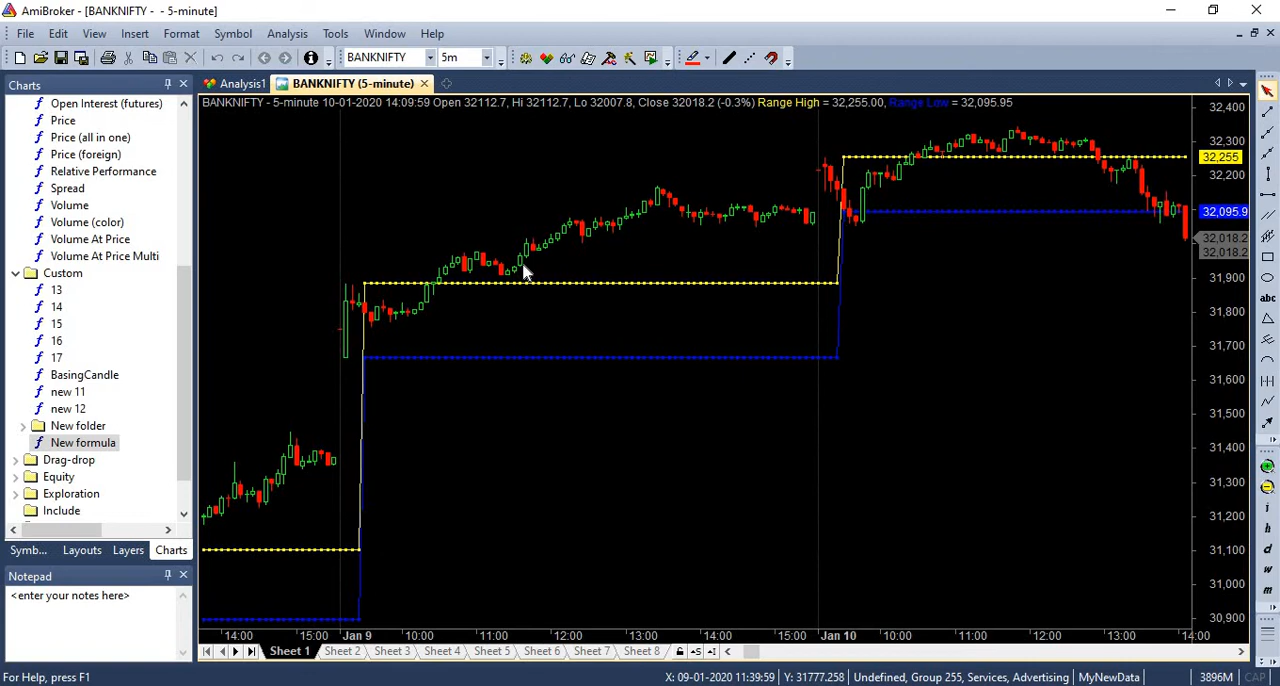 AmiBroker - [BANKNIFTY - - 5-minute]
File Edit View Insert Format Symbol Analysis Tools Window Help
BANKNIFTY 5m
Charts
Analysis1 BANKNIFTY (5-minute)
BANKNIFTY - 5-minute 10-01-2020 14:09:59 Open 32112.7, Hi 32112.7, Lo 32007.8, Close 32018.2 (-0.3%) Range High = 32,255.00, Range Low = 32,095.95
Open Interest (futures)
Price
Price (all in one)
Price (foreign)
Relative Performance
Spread
Volume
Volume (color)
Volume At Price
Volume At Price Multi
Custom
13
14
15
16
17
BasingCandle
new 11
new 12
New folder
New formula
Drag-drop
Equity
Exploration
Include
Symb... Layouts Layers Charts
Notepad
<enter your notes here>
32,400
32,300
32,255
32,200
32,095.9
32,018.2
32,018.2
31,900
31,800
31,700
31,600
31,500
31,400
31,300
31,200
31,100
31,000
30,900
abc
i
h
d
w
m
14:00 15:00 Jan 9 10:00 11:00 12:00 13:00 14:00 15:00 Jan 10 10:00 11:00 12:00 13:00 14:00
Sheet 1 Sheet 2 Sheet 3 Sheet 4 Sheet 5 Sheet 6 Sheet 7 Sheet 8
For Help, press F1 X: 09-01-2020 11:39:59 Y: 31777.258 Undefined, Group 255, Services, Advertising MyNewData 3896M CAP